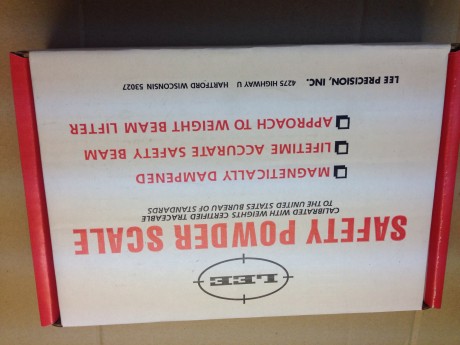 LEE
SAFETY POWDER SCALE
CALIBRATED WITH WEIGHTS CERTIFIED TRACEABLE
TO THE UNITED STATES BUREAU OF STANDARDS
MAGNETICALLY DAMPENED
LIFETIME ACCURATE SAFETY BEAM
APPROACH TO WEIGHT BEAM LIFTER
LEE PRECISION, INC. 4275 HIGHWAY U HARTFORD WISCONSIN 53027